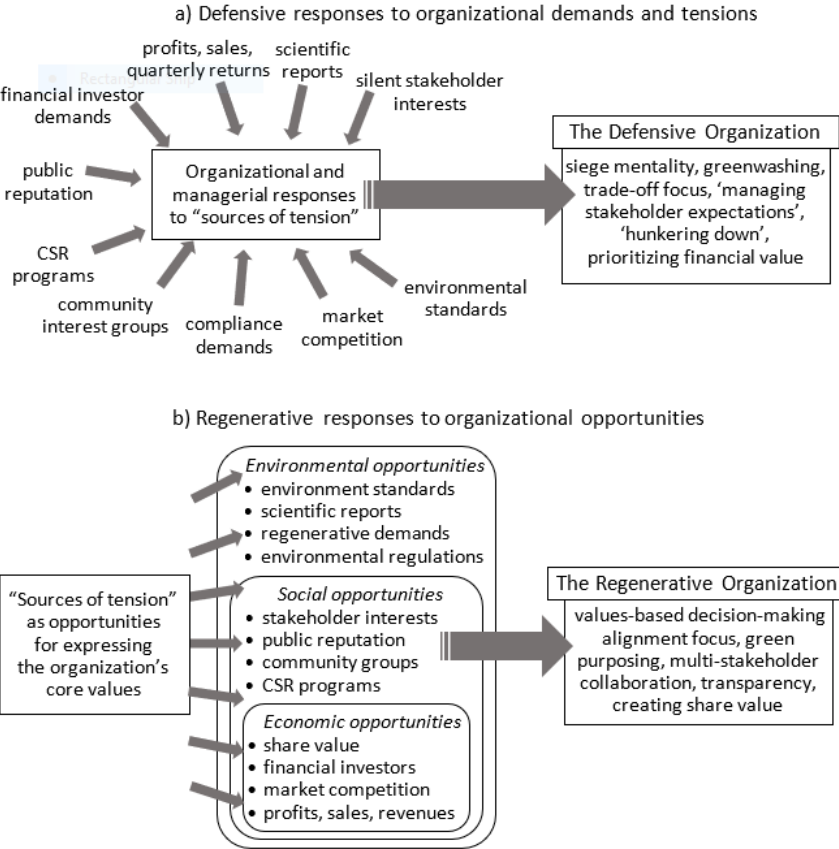 a) Defensive responses to organizational demands and tensions
profits, sales,
quarterly returns
scientific
reports
silent stakeholder
interests
financial investor
demands
public
reputation
CSR
programs
community
interest groups
compliance
demands
market
competition
environmental
standards
Organizational and
managerial responses
to “sources of tension”
The Defensive Organization
siege mentality, greenwashing,
trade-off focus, ‘managing
stakeholder expectations’,
‘hunkering down’,
prioritizing financial value
b) Regenerative responses to organizational opportunities
“Sources of tension”
as opportunities
for expressing
the organization’s
core values
Environmental opportunities
• environment standards
• scientific reports
• regenerative demands
• environmental regulations
Social opportunities
• stakeholder interests
• public reputation
• community groups
• CSR programs
Economic opportunities
• share value
• financial investors
• market competition
• profits, sales, revenues
The Regenerative Organization
values-based decision-making
alignment focus, green
purposing, multi-stakeholder
collaboration, transparency,
creating share value